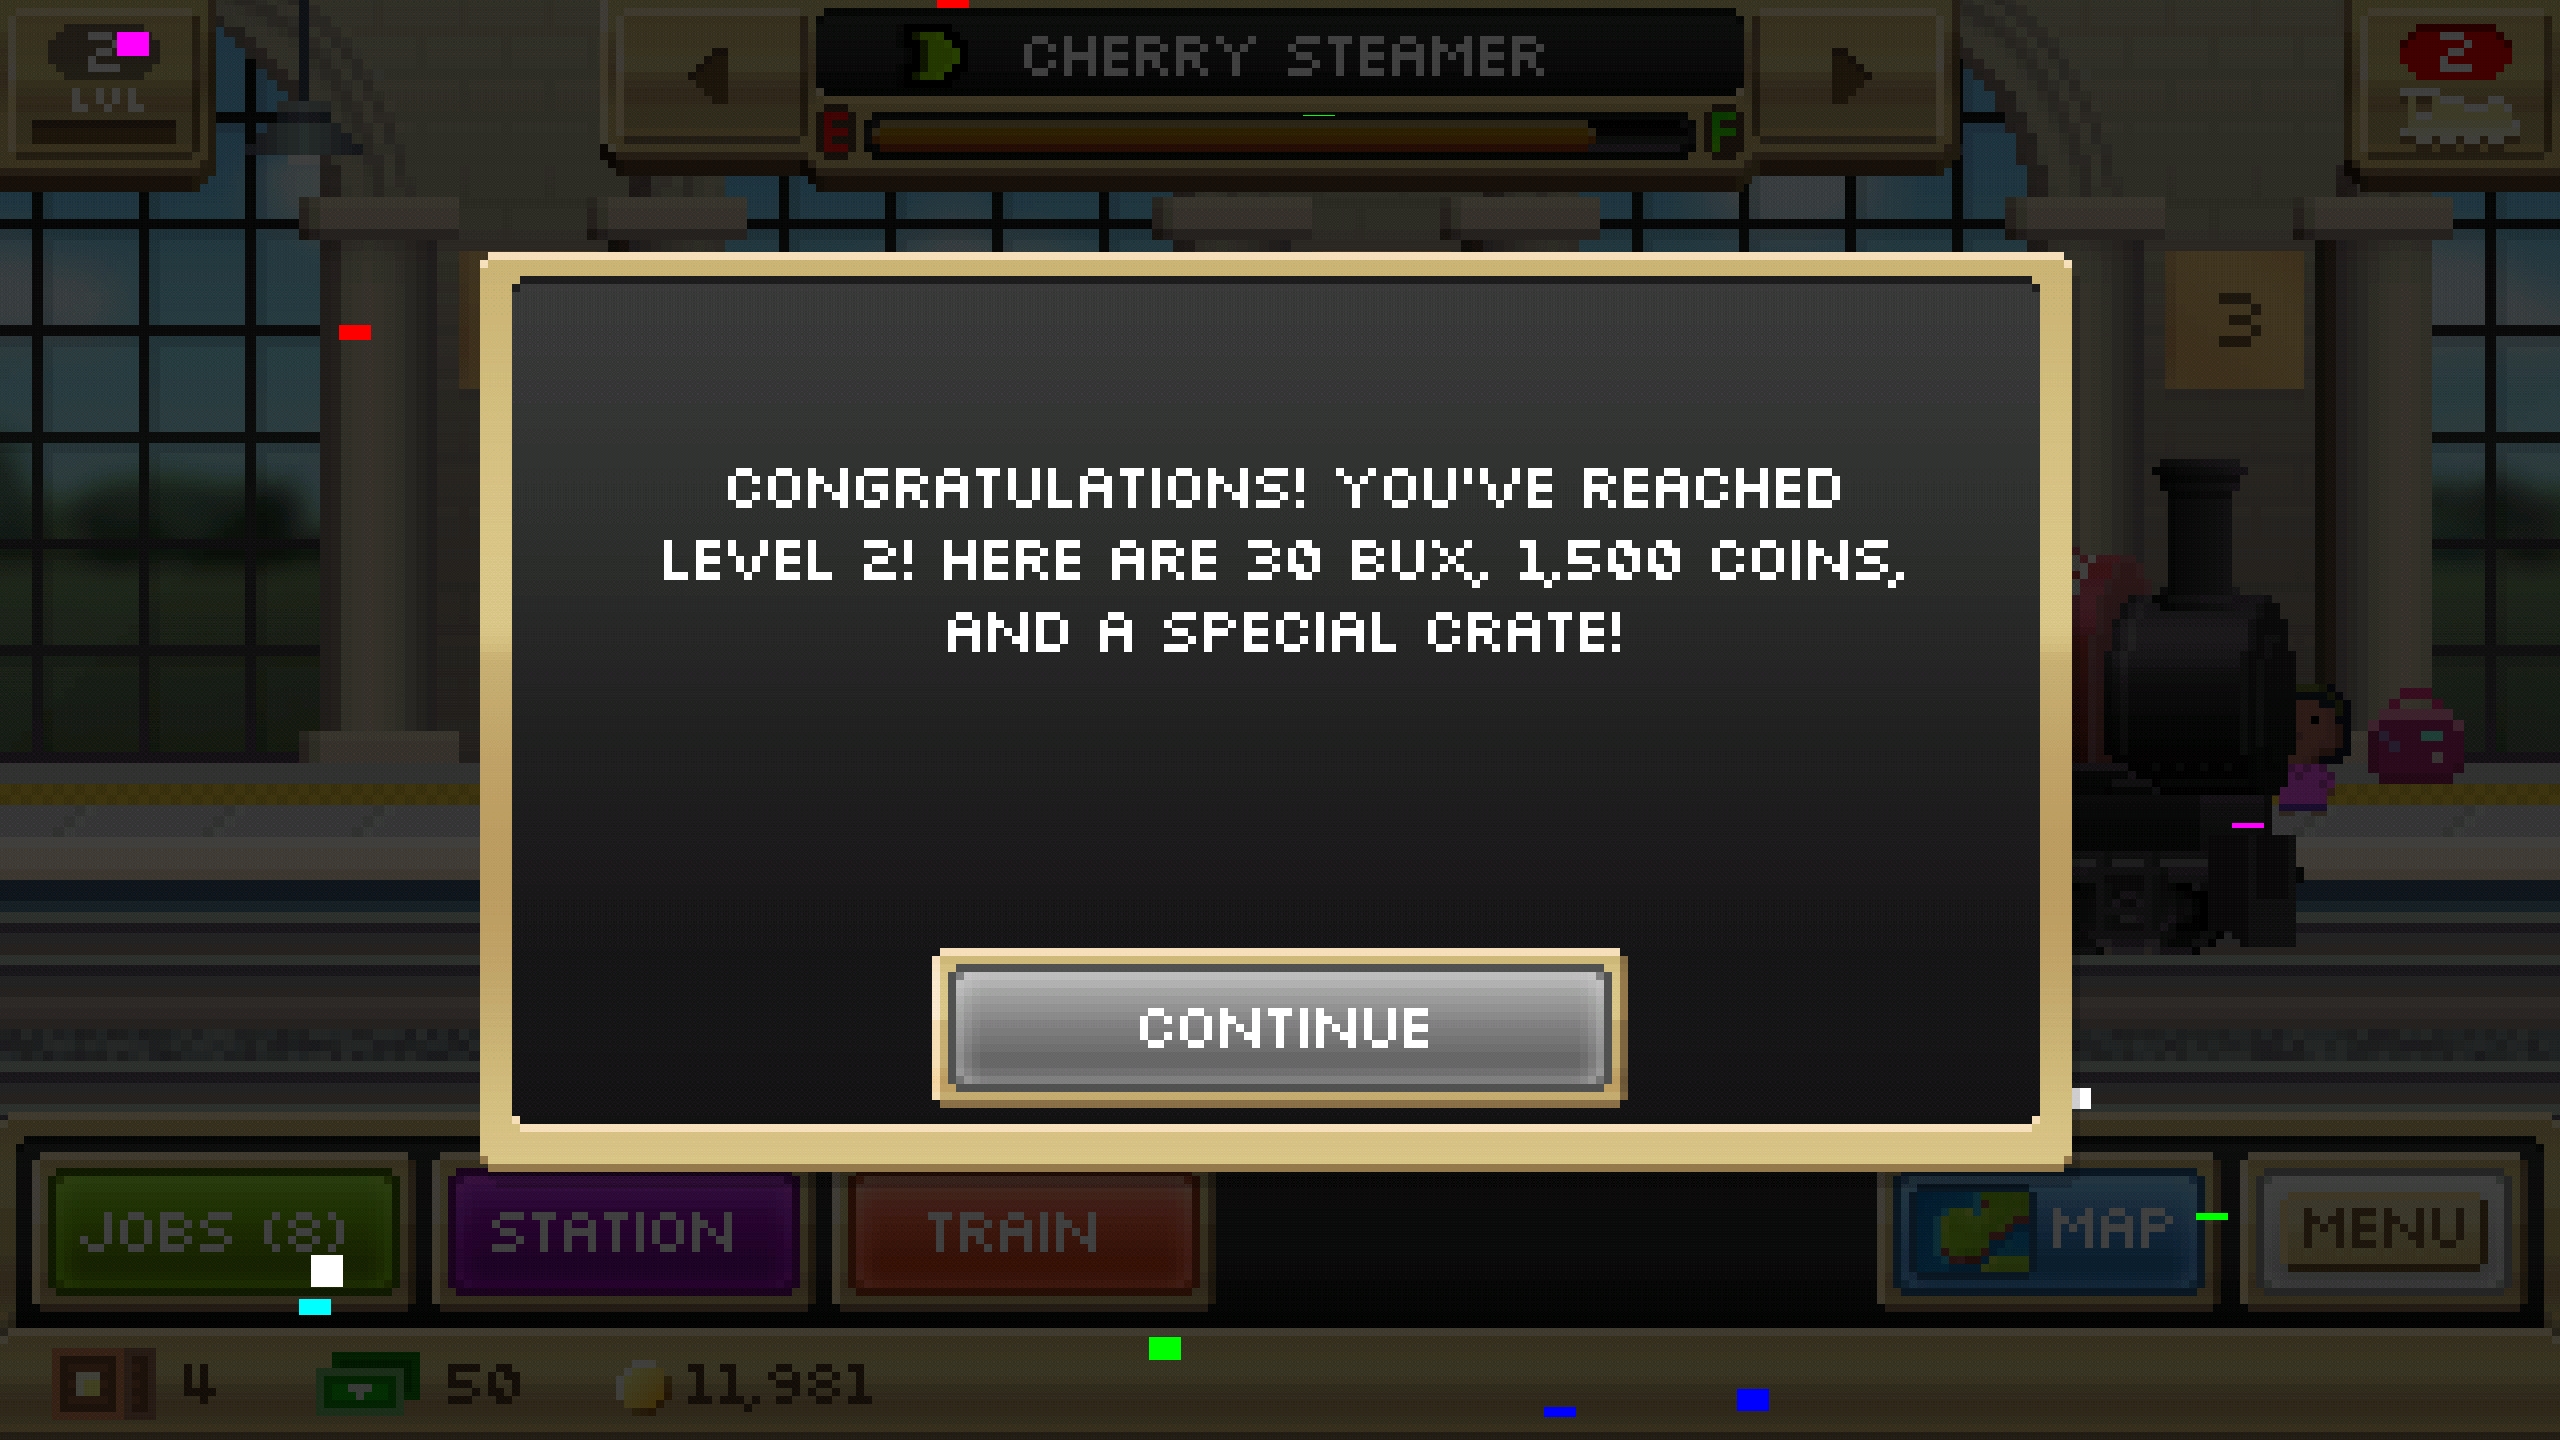 2
LVL
CHERRY STEAMER
E
F
2
3
CONGRATULATIONS! YOU'VE REACHED
LEVEL 2! HERE ARE 30 BUX, 1,500 COINS,
AND A SPECIAL CRATE!
CONTINUE
JOBS (8)
STATION
TRAIN
MAP
MENU
4
50
11,981